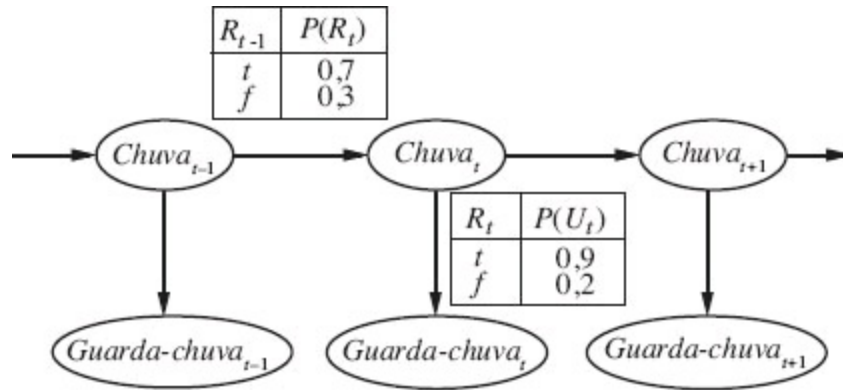 R_{t-1} P(R_t)
t 0,7
f 0,3
Chuva_{t–1} Chuva_t Chuva_{t+1}
R_t P(U_t)
t 0,9
f 0,2
Guarda-chuva_{t–1} Guarda-chuva_t Guarda-chuva_{t+1}